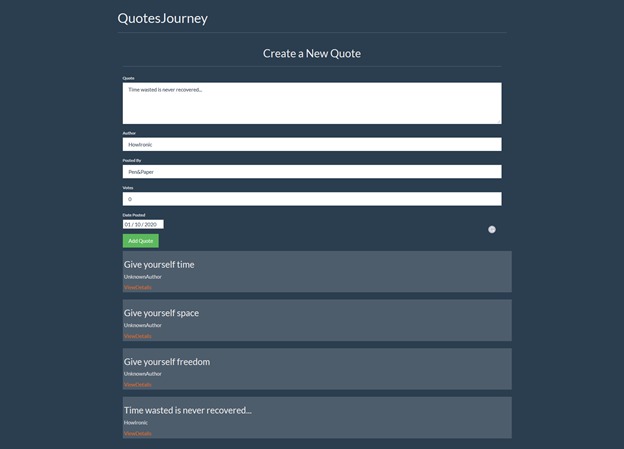 QuotesJourney
Create a New Quote
Quote
Time wasted is never recovered...
Author
Howtronic
Posted By
Pen&Paper
Votes
0
Date Posted
01 / 10 / 2020
Add Quote
Give yourself time
UnknownAuthor
ViewDetails
Give yourself space
UnknownAuthor
ViewDetails
Give yourself freedom
UnknownAuthor
ViewDetails
Time wasted is never recovered...
Howtronic
ViewDetails